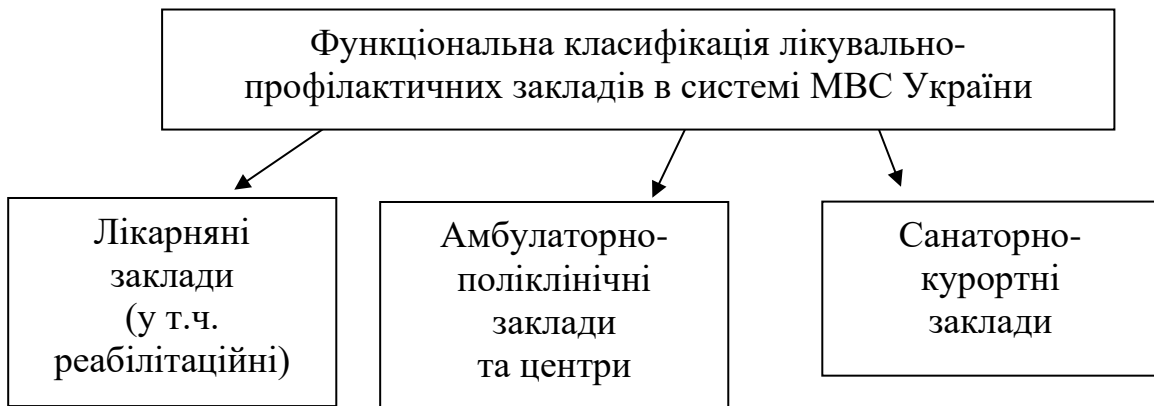 Функціональна класифікація лікувально-
профілактичних закладів в системі МВС України
Лікарняні
заклади
(у т.ч.
реабілітаційні)
Амбулаторно-
поліклінічні
заклади
та центри
Санаторно-
курортні
заклади